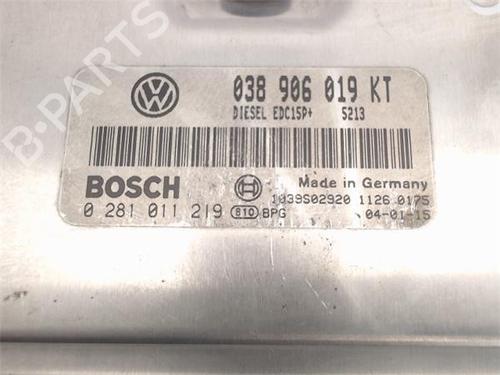 038 906 019 KT
DIESEL EDC15P+ 5213
BOSCH
Made in Germany
1039S02920 1126 0175
0 281 011 219 810 BPG 04-01-15
B-PARTS